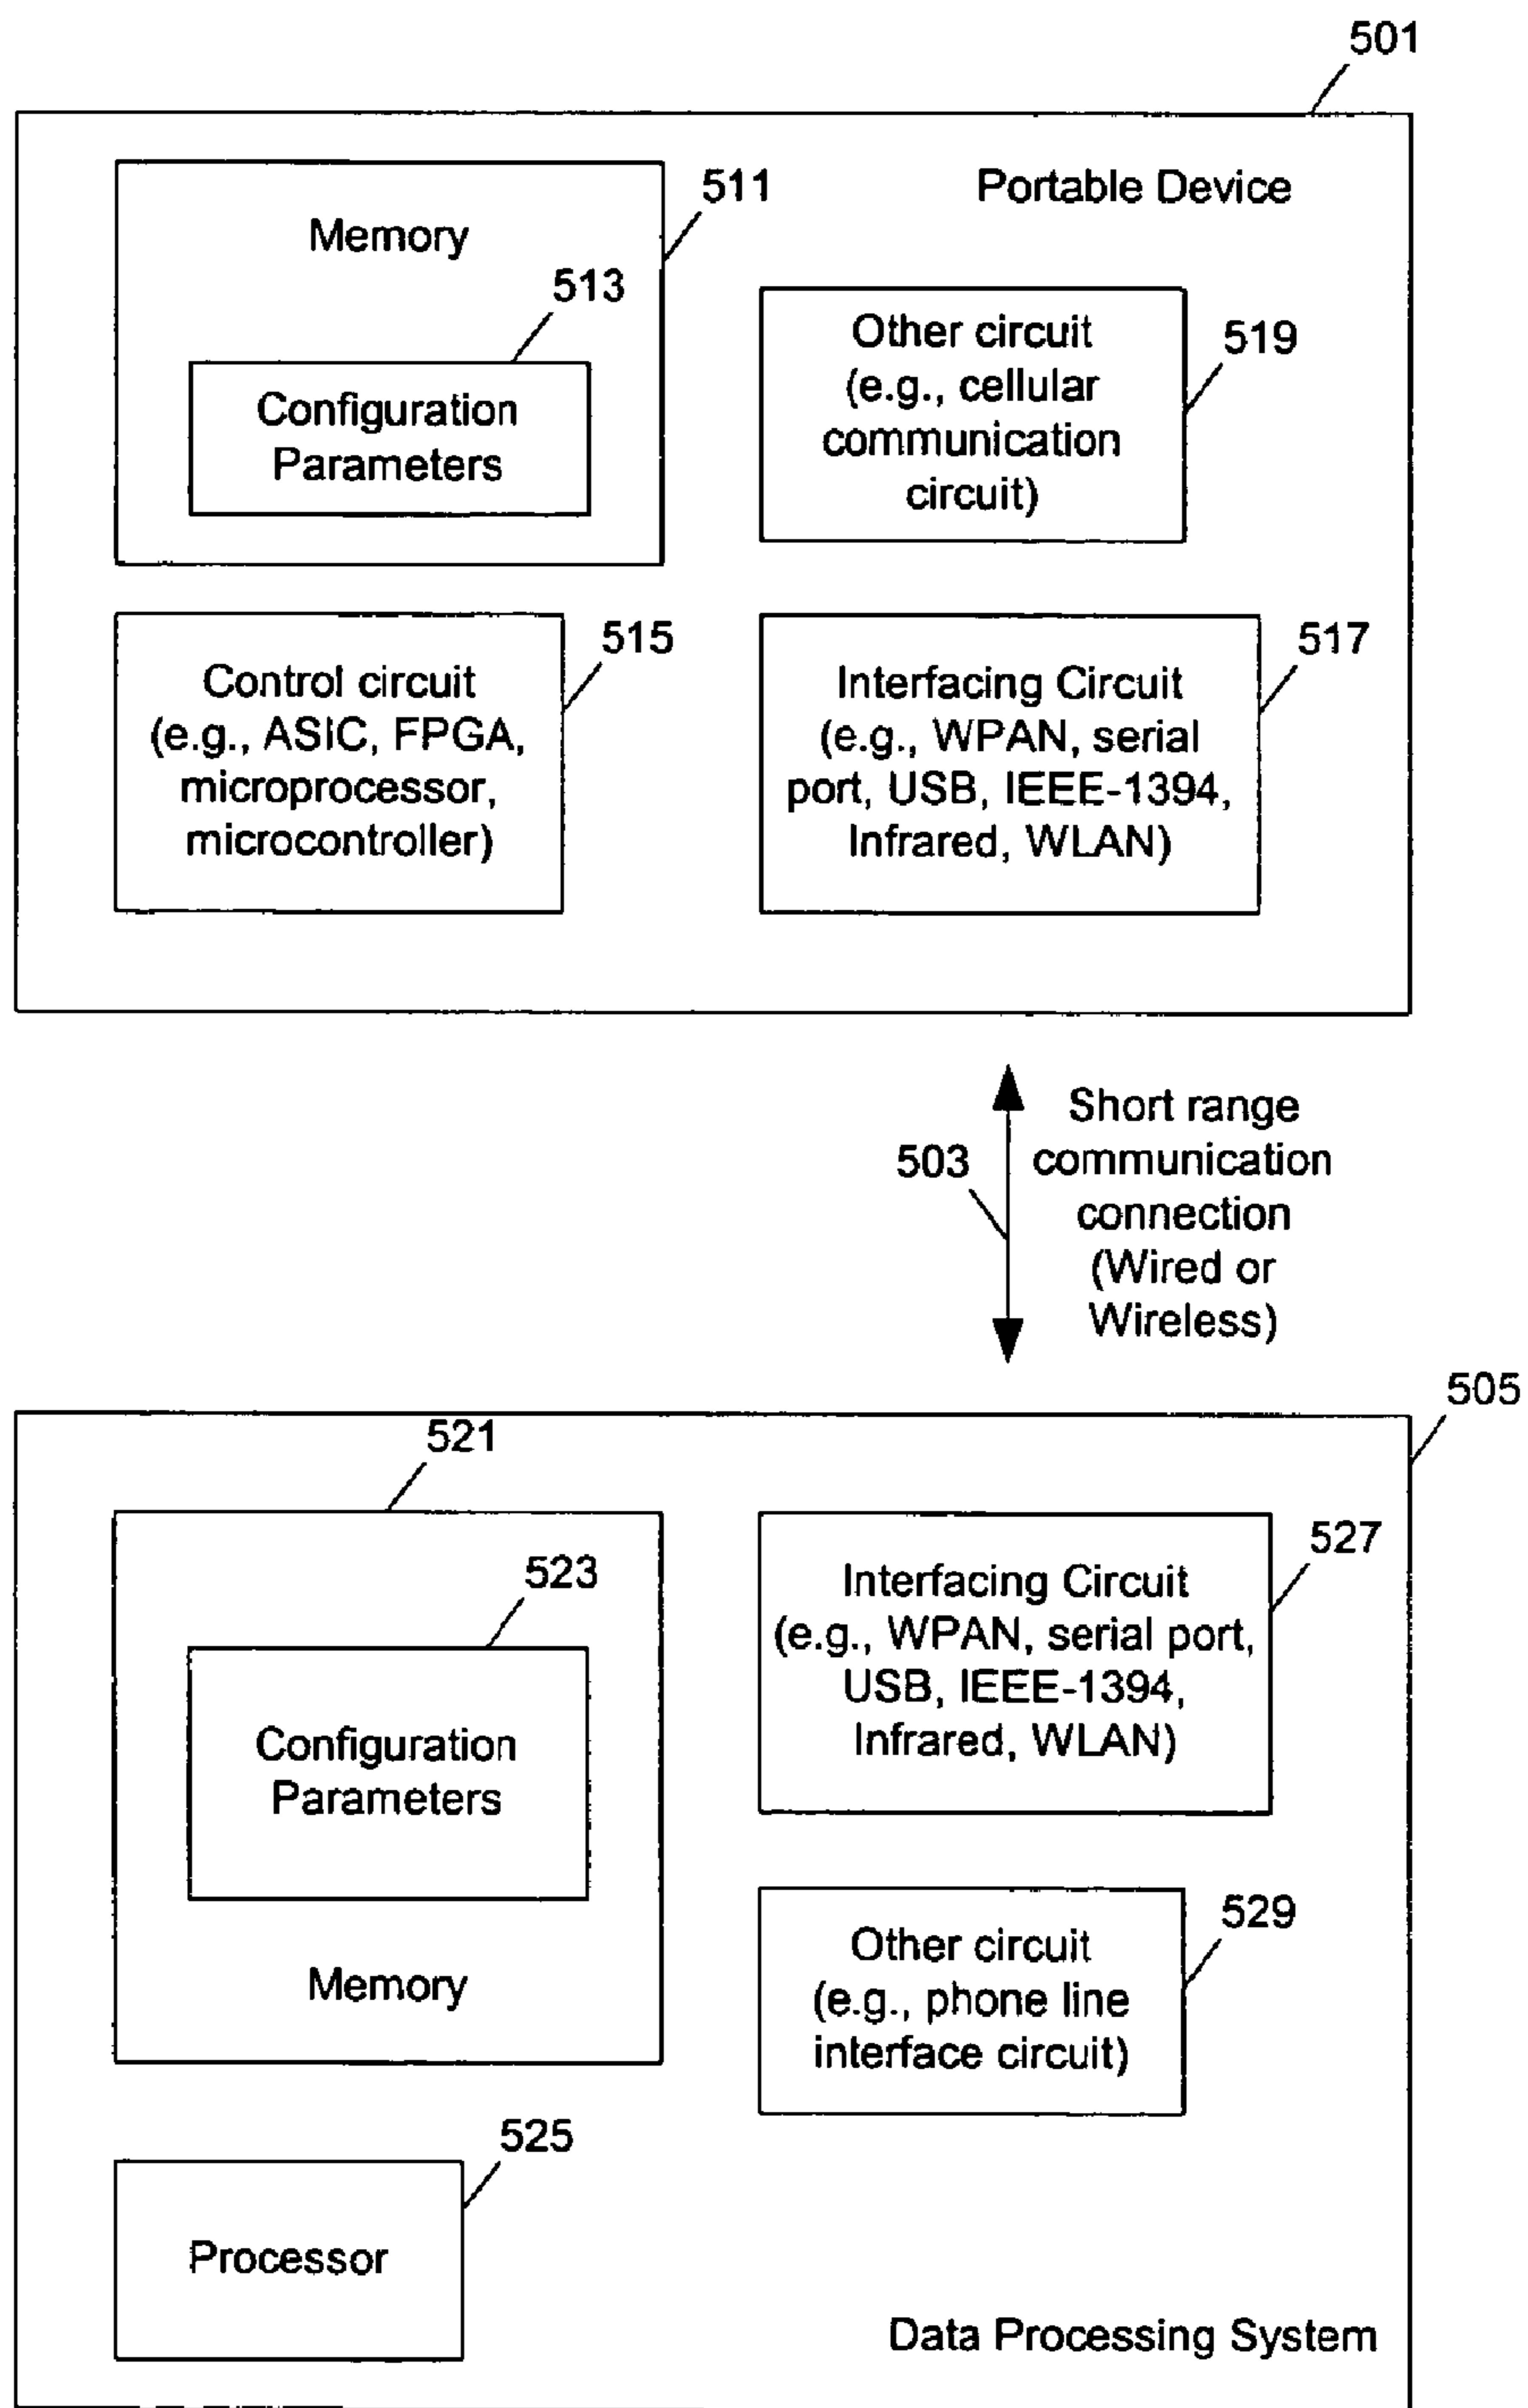 501
Portable Device
511
Memory
513
Configuration
Parameters
519
Other circuit
(e.g., cellular
communication
circuit)
515
Control circuit
(e.g., ASIC, FPGA,
microprocessor,
microcontroller)
517
Interfacing Circuit
(e.g., WPAN, serial
port, USB, IEEE-1394,
Infrared, WLAN)
503
Short range
communication
connection
(Wired or
Wireless)
505
521
523
Configuration
Parameters
Memory
527
Interfacing Circuit
(e.g., WPAN, serial port,
USB, IEEE-1394,
Infrared, WLAN)
529
Other circuit
(e.g., phone line
interface circuit)
525
Processor
Data Processing System